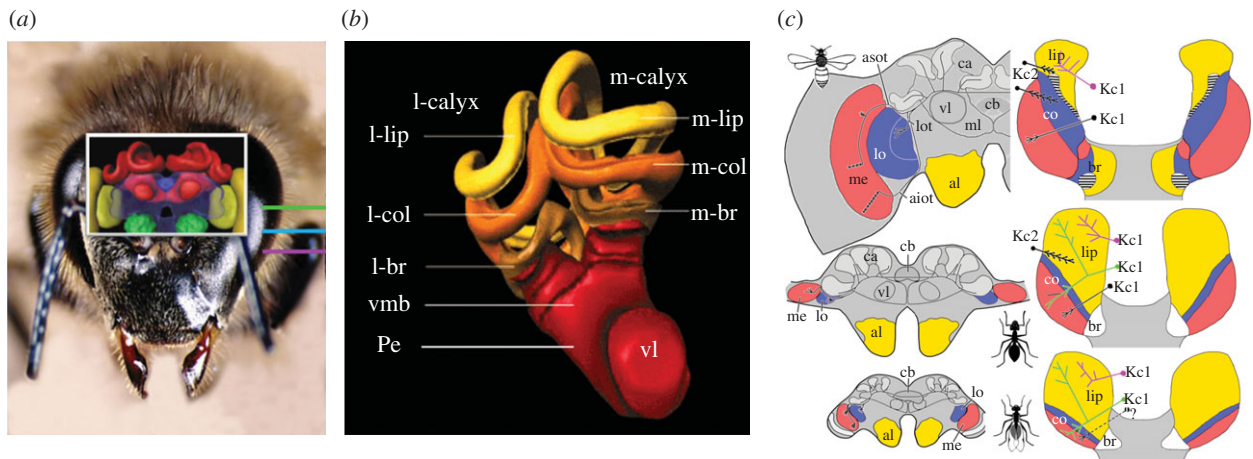 (a)
(b)
(c)
l-calyx
m-calyx
l-lip
m-lip
m-col
l-col
m-br
l-br
vmb
Pe
vl
asot
ca
vl
cb
ml
lot
lo
me
al
aiot
lip
Kc2
Kc1
co
Kc1
br
cb
ca
vl
me
lo
al
Kc2
lip
Kc1
Kc1
co
Kc1
br
cb
lo
al
me
Kc1
lip
Kc1
"?
co
br